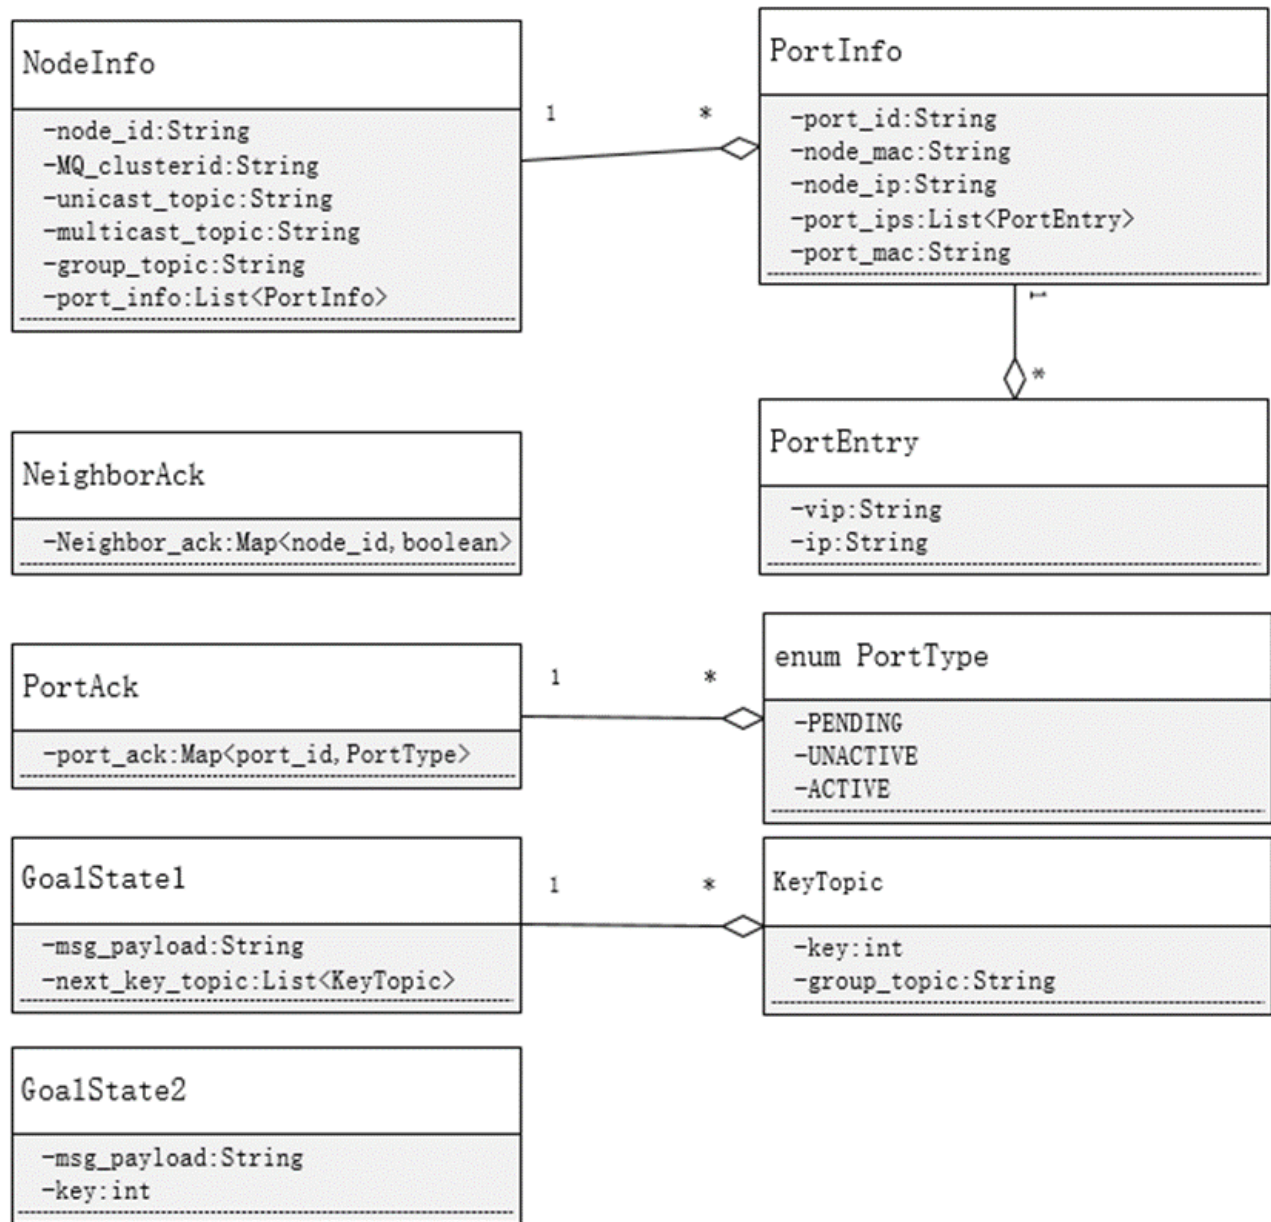 NodeInfo
-node_id:String
-MQ_clusterid:String
-unicast_topic:String
-multicast_topic:String
-group_topic:String
-port_info:List<PortInfo>
1
*
PortInfo
-port_id:String
-node_mac:String
-node_ip:String
-port_ips:List<PortEntry>
-port_mac:String
1
*
PortEntry
-vip:String
-ip:String
NeighborAck
-Neighbor_ack:Map<node_id,boolean>
PortAck
-port_ack:Map<port_id,PortType>
1
*
enum PortType
-PENDING
-UNACTIVE
-ACTIVE
GoalState1
-msg_payload:String
-next_key_topic:List<KeyTopic>
1
*
KeyTopic
-key:int
-group_topic:String
GoalState2
-msg_payload:String
-key:int